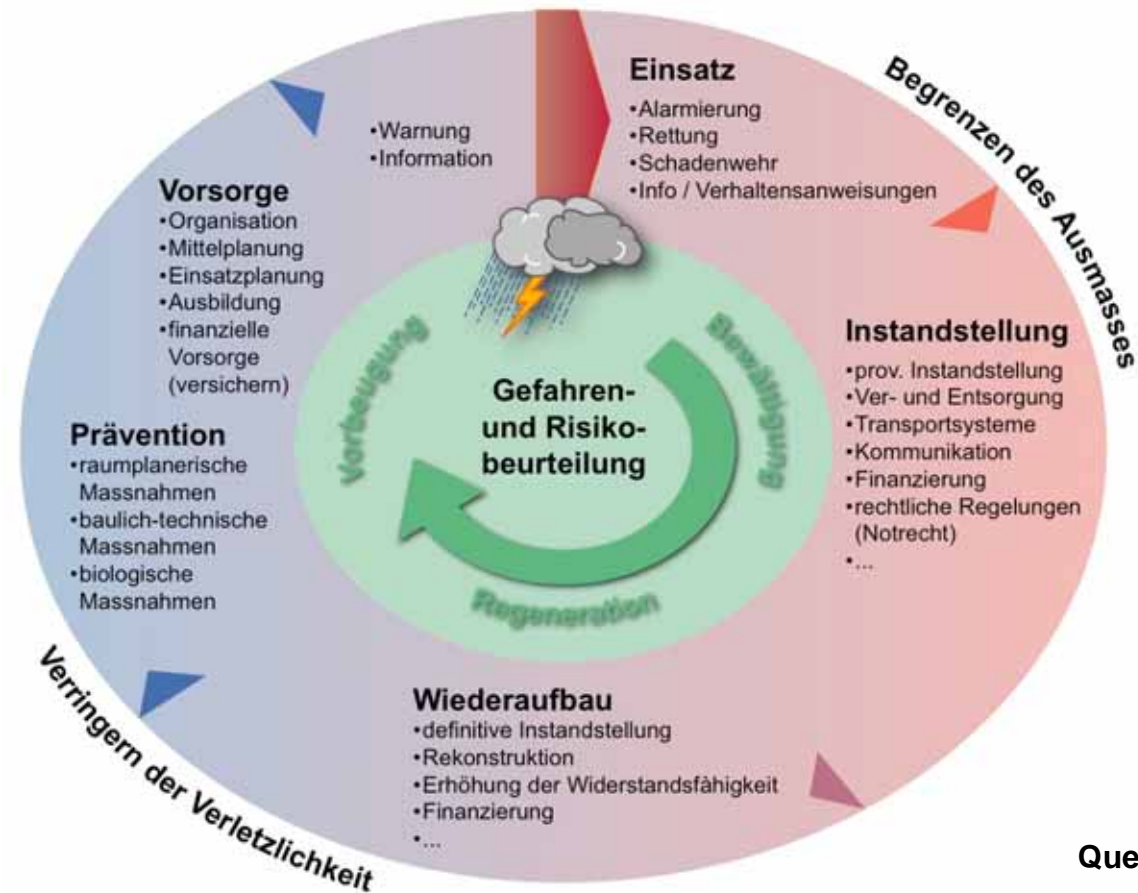 Einsatz
•Alarmierung
•Rettung
•Schadenwehr
•Info / Verhaltensanweisungen
Begrenzen des Ausmasses
Instandstellung
•prov. Instandstellung
•Ver- und Entsorgung
•Transportsysteme
•Kommunikation
•Finanzierung
•rechtliche Regelungen
(Notrecht)
•...
Wiederaufbau
•definitive Instandstellung
•Rekonstruktion
•Erhöhung der Widerstandsfähigkeit
•Finanzierung
•...
Verringern der Verletzlichkeit
Prävention
•raumplanerische
Massnahmen
•baulich-technische
Massnahmen
•biologische
Massnahmen
Vorsorge
•Organisation
•Mittelplanung
•Einsatzplanung
•Ausbildung
•finanzielle
Vorsorge
(versichern)
•Warnung
•Information
Vorbeugung
Bewältigung
Regeneration
Gefahren-
und Risiko-
beurteilung
Que